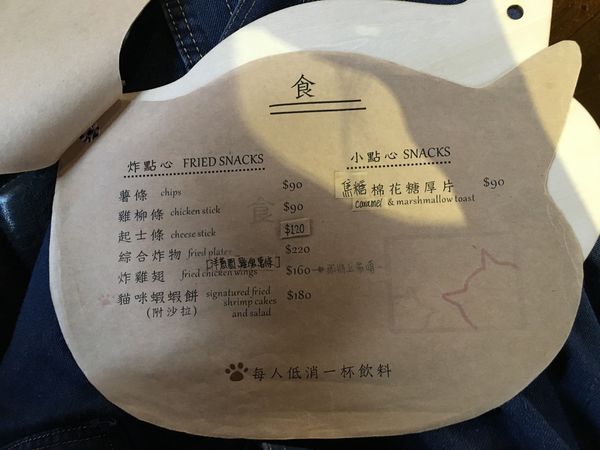 食
炸點心 FRIED SNACKS
薯條 chips $90
雞柳條 chicken stick $90
起士條 cheese stick $120
綜合炸物 fried plate $220
炸雞翅 fried chicken wings $160
貓咪蝦蝦餅 signatured fried $180
shrimp cakes
(附沙拉) and salad
小點心 SNACKS
焦糖棉花糖厚片 $90
caramel & marshmallow toast
每人低消一杯飲料